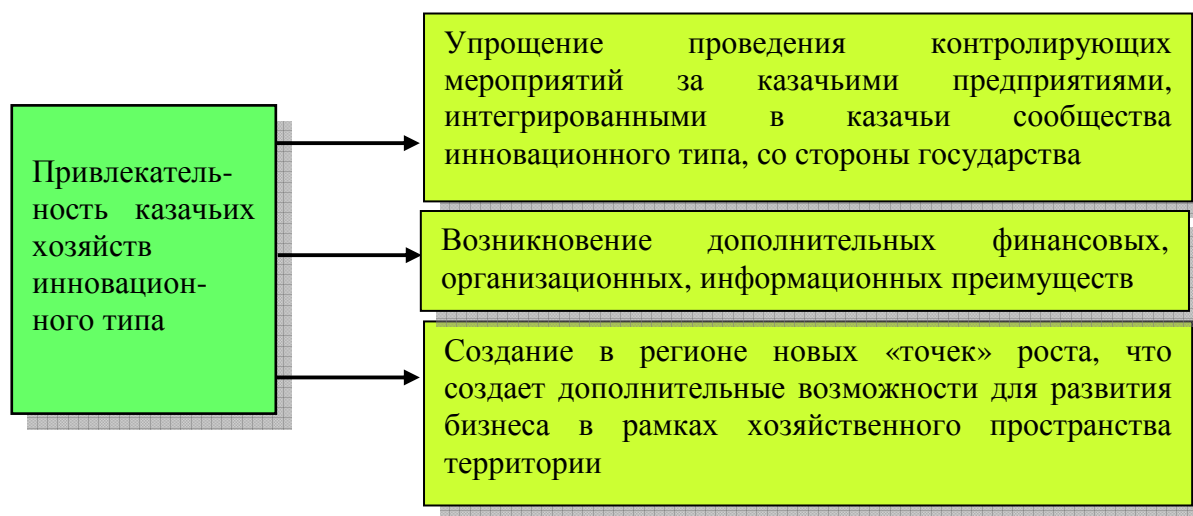 Привлекатель-
ность казачьих
хозяйств
инновацион-
ного типа
Упрощение проведения контролирующих
мероприятий за казачьими предприятиями,
интегрированными в казачьи сообщества
инновационного типа, со стороны государства
Возникновение дополнительных финансовых,
организационных, информационных преимуществ
Создание в регионе новых «точек» роста, что
создает дополнительные возможности для развития
бизнеса в рамках хозяйственного пространства
территории